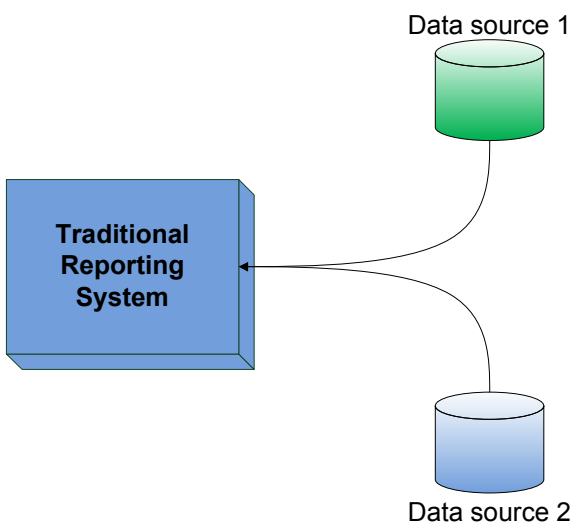 Data source 1
Traditional
Reporting
System
Data source 2